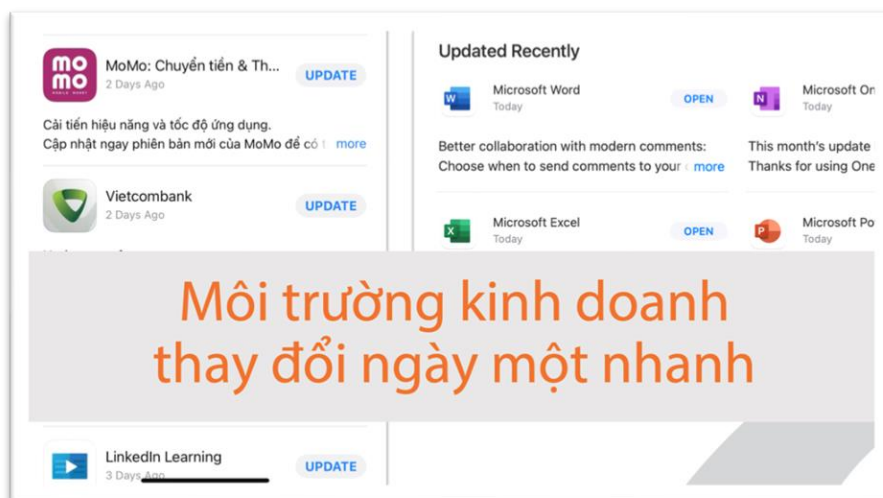 MoMo: Chuyển tiền & Th...
2 Days Ago
UPDATE
Cải tiến hiệu năng và tốc độ ứng dụng.
Cập nhật ngay phiên bản mới của MoMo để có
more
Vietcombank
2 Days Ago
UPDATE
Updated Recently
Microsoft Word
Today
OPEN
Better collaboration with modern comments:
Choose when to send comments to your
more
Microsoft On
Today
This month's update
Thanks for using One
Microsoft Excel
Today
OPEN
Microsoft Po
Today
Môi trường kinh doanh
thay đổi ngày một nhanh
LinkedIn Learning
3 Days Ago
UPDATE